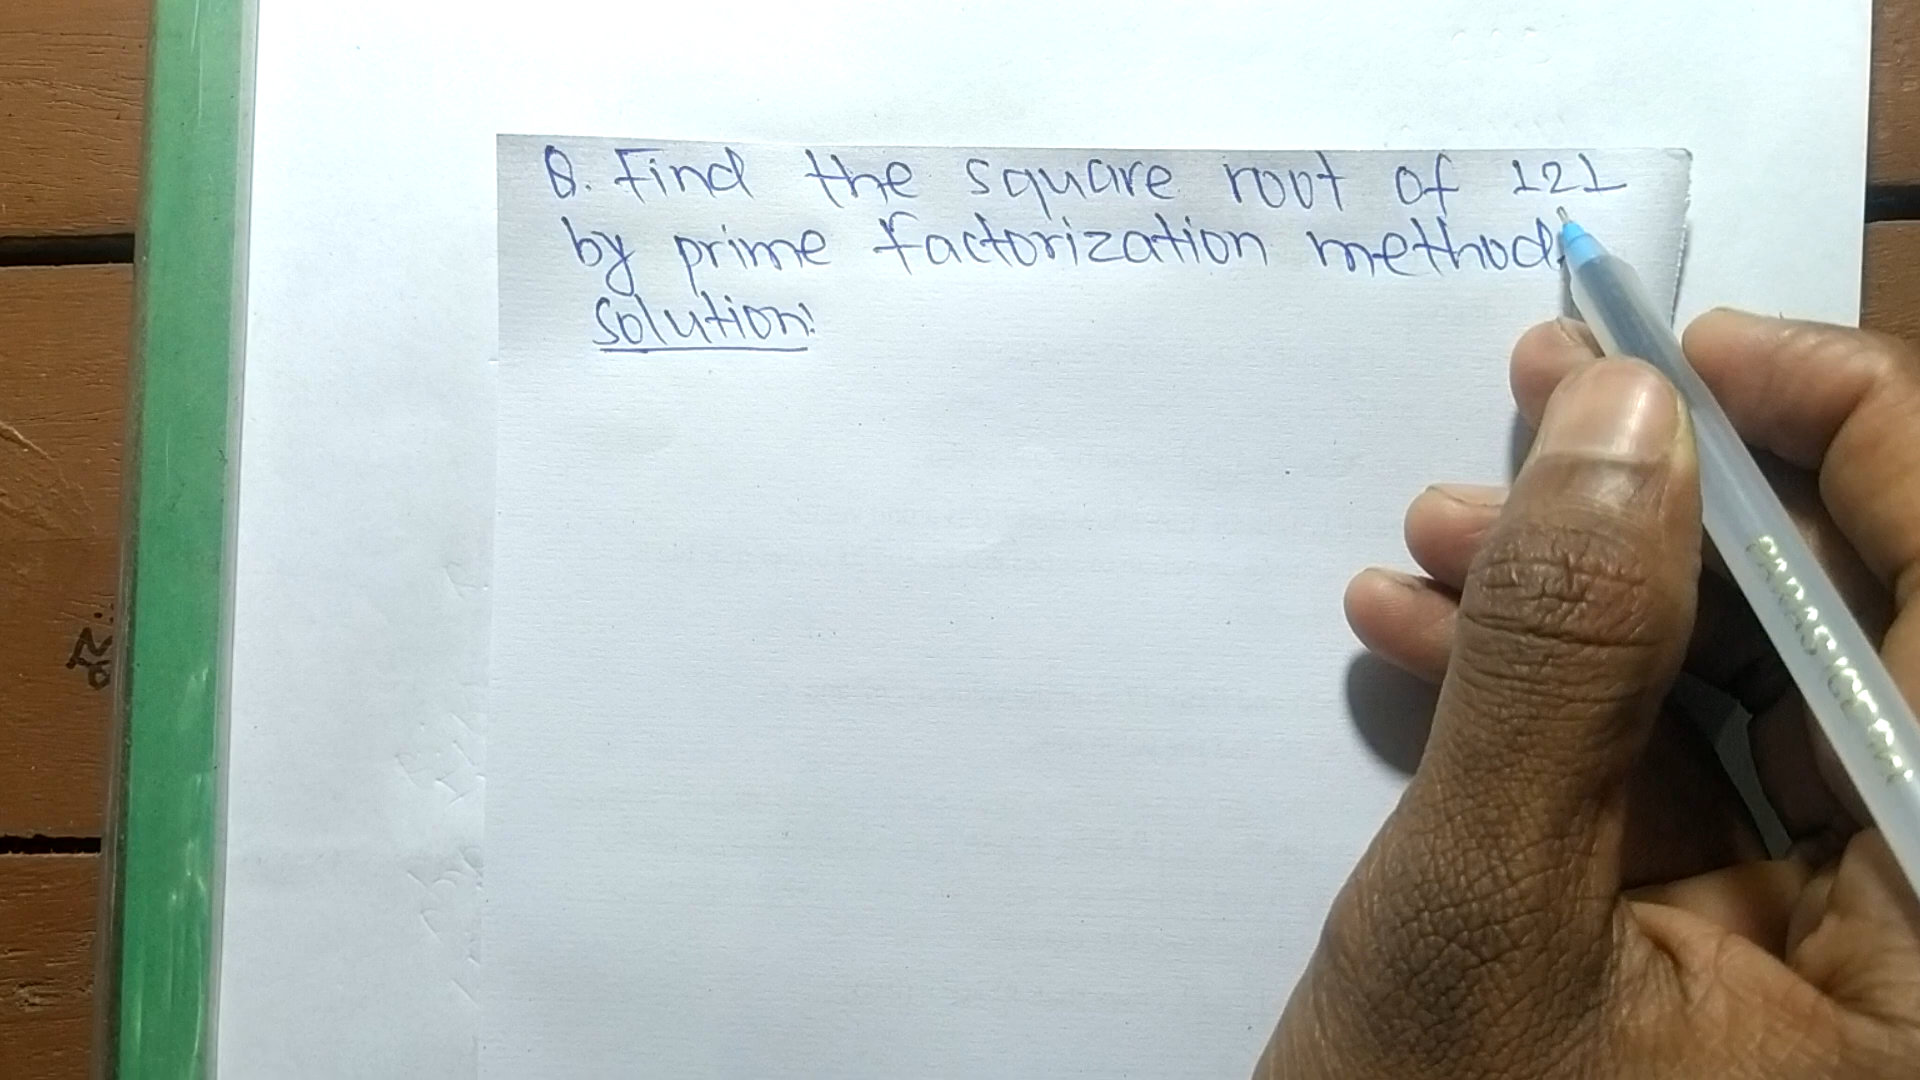 Q. Find the square root of 121
by prime factorization method.
Solution: